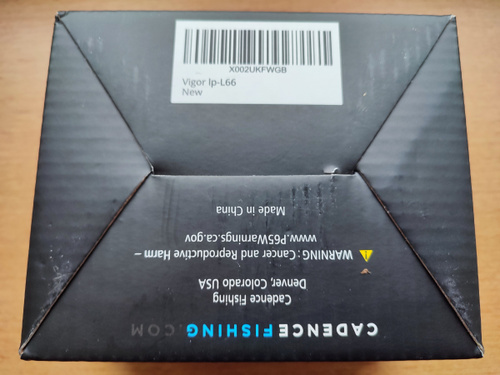 X002UKFWGB
Vigor lp-L66
New
CADENCEFISHING.COM
Cadence Fishing
Denver, Colorado USA
WARNING: Cancer and Reproductive Harm –
www.P65Warnings.ca.gov
Made in China